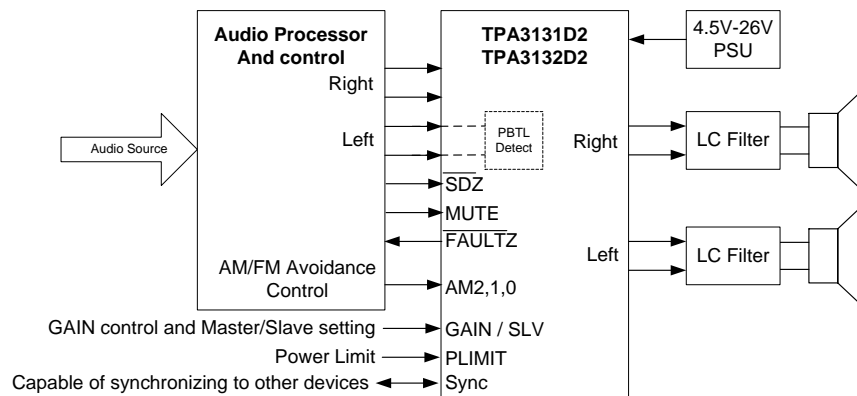 Audio Processor
And control
Right
Left
AM/FM Avoidance
Control
Audio Source
TPA3131D2
TPA3132D2
PBTL
Detect
SDZ
MUTE
FAULTZ
AM2,1,0
GAIN / SLV
PLIMIT
Sync
Right
Left
4.5V-26V
PSU
LC Filter
LC Filter
GAIN control and Master/Slave setting
Power Limit
Capable of synchronizing to other devices